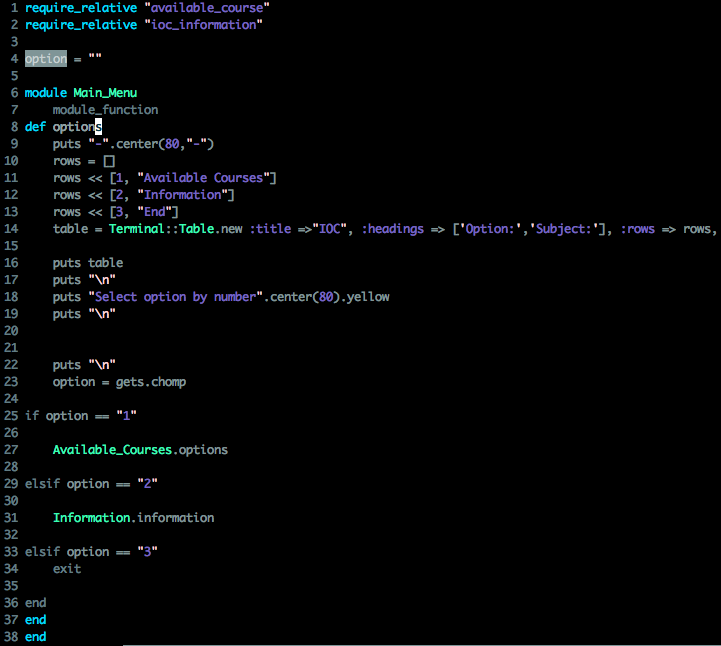 1 require_relative "available_course"
2 require_relative "ioc_information"
3
4 option = ""
5
6 module Main_Menu
7     module_function
8 def options
9     puts "-".center(80,"-")
10     rows = []
11     rows << [1, "Available Courses"]
12     rows << [2, "Information"]
13     rows << [3, "End"]
14     table = Terminal::Table.new :title =>"IOC", :headings => ['Option:','Subject:'], :rows => rows,
15
16     puts table
17     puts "\n"
18     puts "Select option by number".center(80).yellow
19     puts "\n"
20
21
22     puts "\n"
23     option = gets.chomp
24
25 if option == "1"
26
27     Available_Courses.options
28
29 elsif option == "2"
30
31     Information.information
32
33 elsif option == "3"
34     exit
35
36 end
37 end
38 end